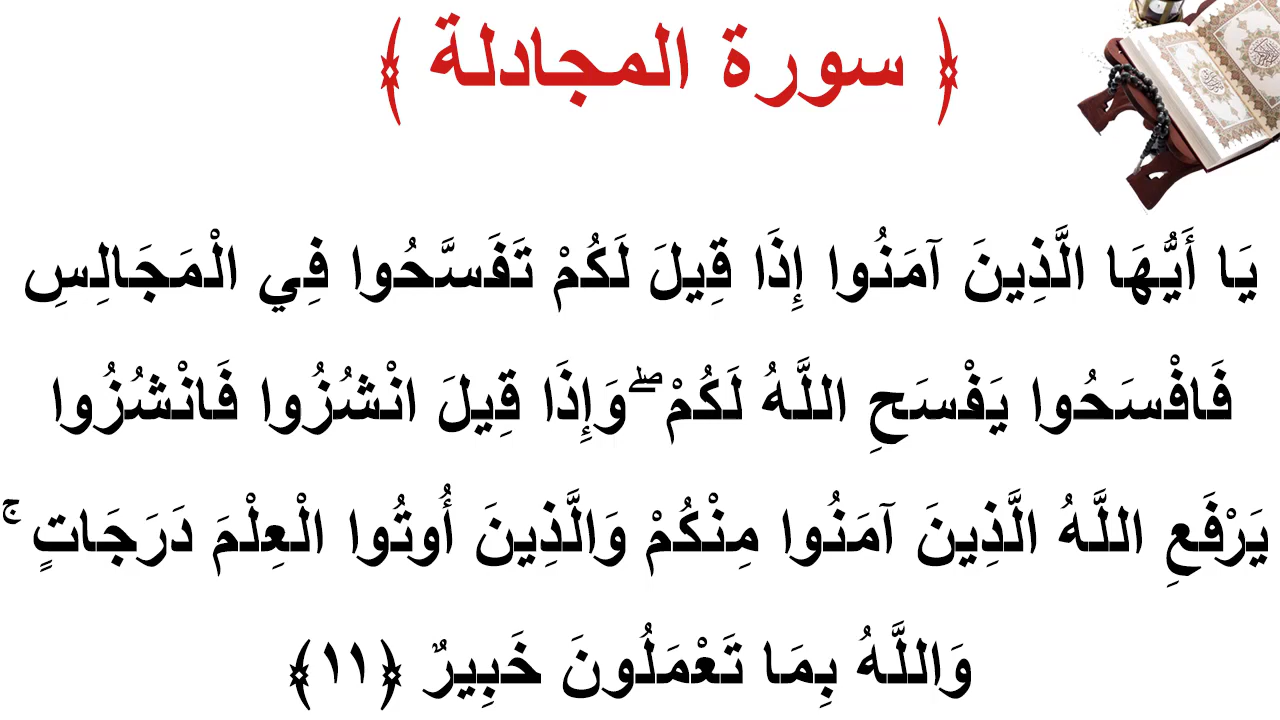 ﴿ سورة المجادلة ﴾
يَا أَيُّهَا الَّذِينَ آمَنُوا إِذَا قِيلَ لَكُمْ تَفَسَّحُوا فِي الْمَجَالِسِ
فَافْسَحُوا يَفْسَحِ اللَّهُ لَكُمْ ۖ وَإِذَا قِيلَ انْشُزُوا فَانْشُزُوا
يَرْفَعِ اللَّهُ الَّذِينَ آمَنُوا مِنْكُمْ وَالَّذِينَ أُوتُوا الْعِلْمَ دَرَجَاتٍ ۚ
وَاللَّهُ بِمَا تَعْمَلُونَ خَبِيرٌ ﴿١١﴾